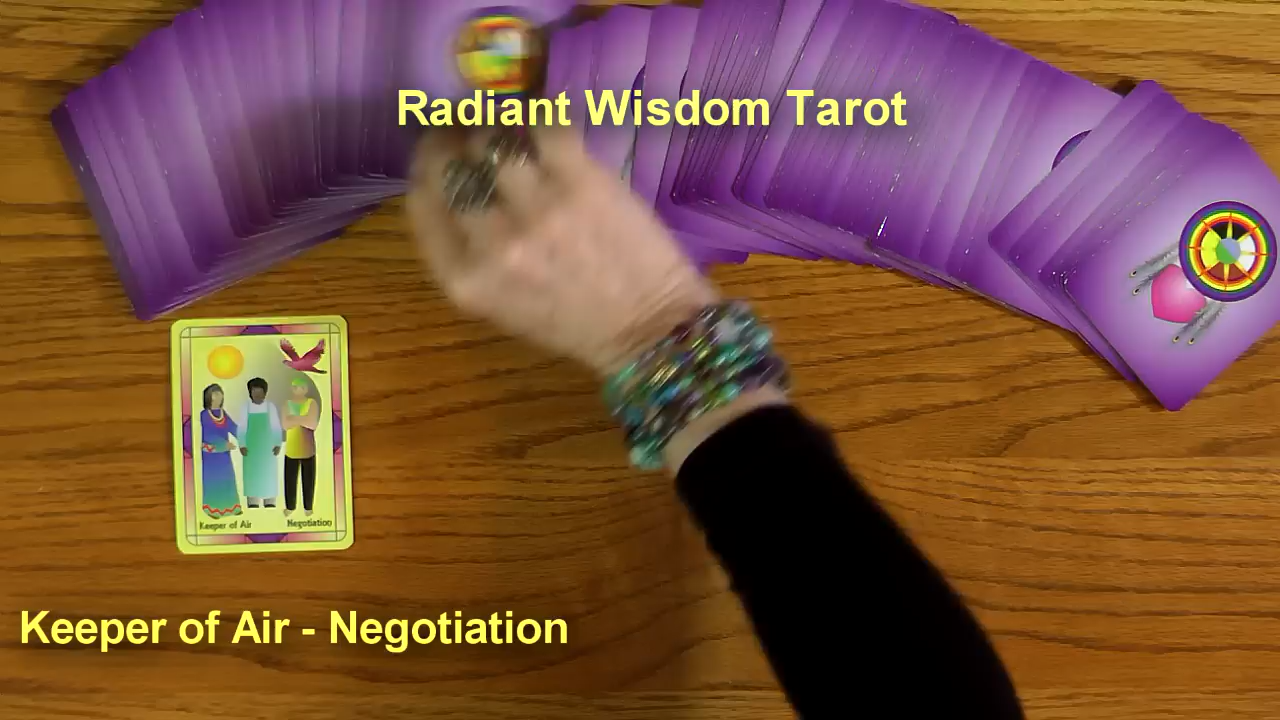 Radiant Wisdom Tarot
Keeper of Air Negotiation
Keeper of Air - Negotiation